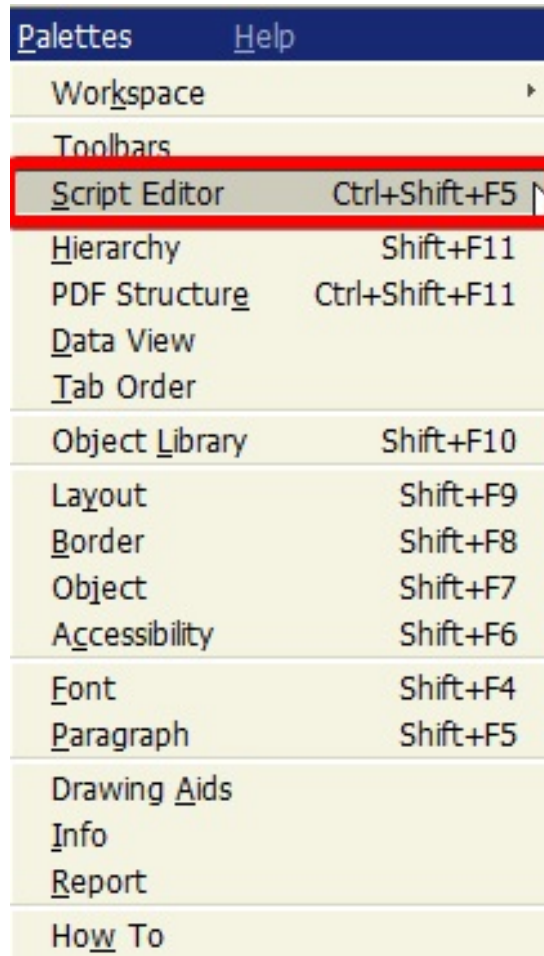 Palettes Help
Workspace
Toolbars
Script Editor Ctrl+Shift+F5
Hierarchy Shift+F11
PDF Structure Ctrl+Shift+F11
Data View
Tab Order
Object Library Shift+F10
Layout Shift+F9
Border Shift+F8
Object Shift+F7
Accessibility Shift+F6
Font Shift+F4
Paragraph Shift+F5
Drawing Aids
Info
Report
How To